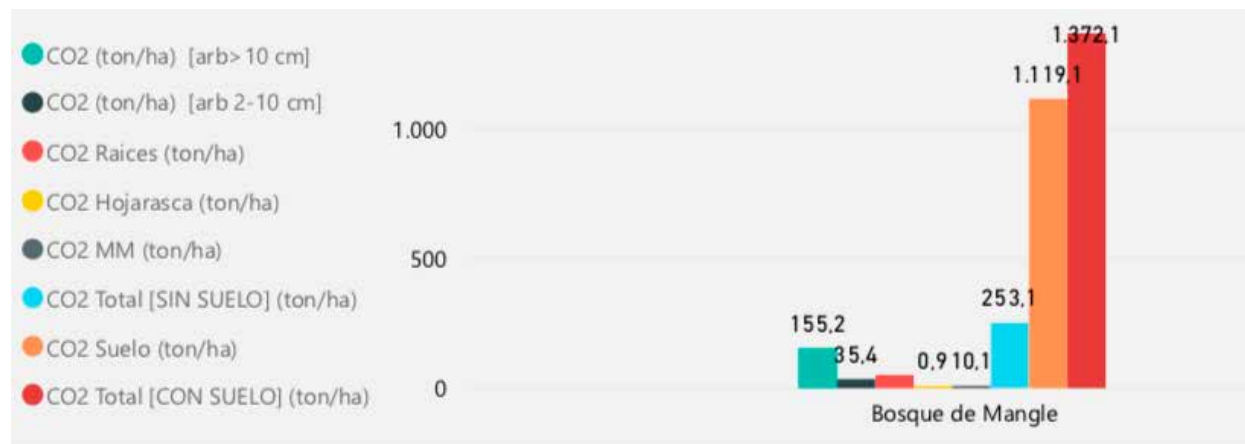 CO2 (ton/ha) [arb>10 cm]
CO2 (ton/ha) [arb 2-10 cm]
CO2 Raices (ton/ha)
CO2 Hojarasca (ton/ha)
CO2 MM (ton/ha)
CO2 Total [SIN SUELO] (ton/ha)
CO2 Suelo (ton/ha)
CO2 Total [CON SUELO] (ton/ha)
1.000
500
0
155,2
35,4
0,9
10,1
253,1
1.119,1
1.372,1
Bosque de Mangle